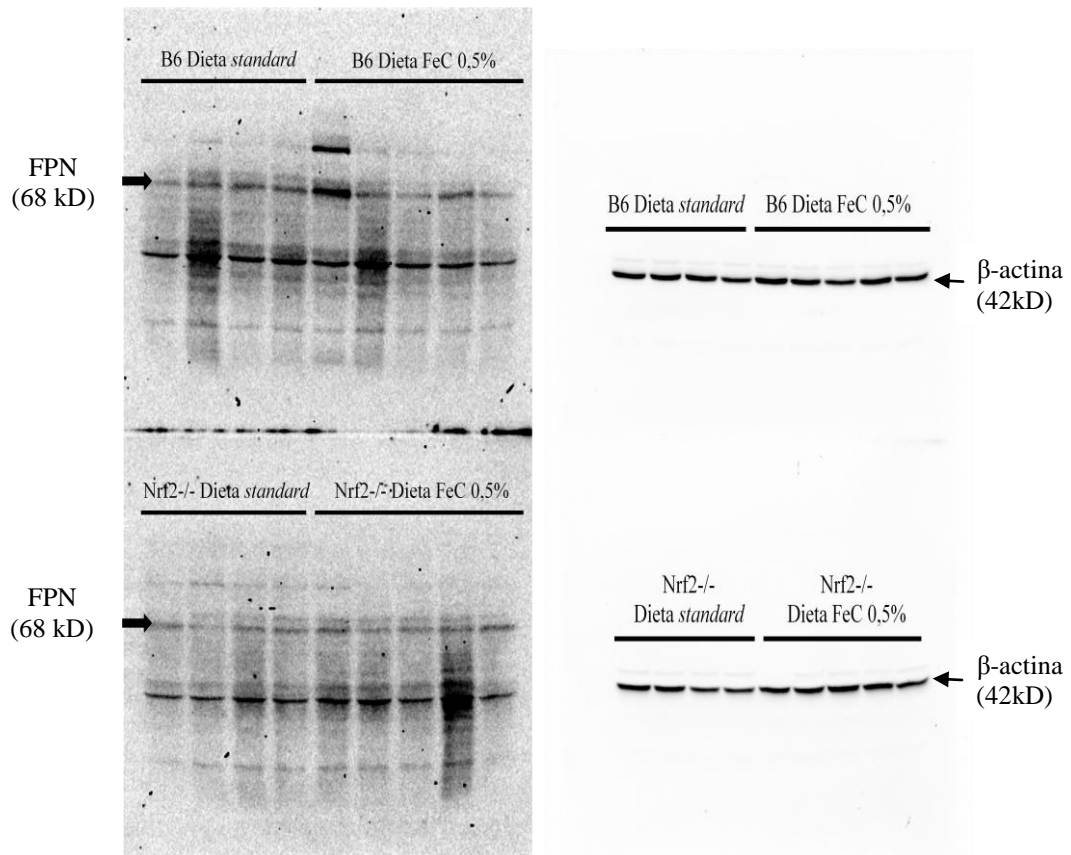 B6 Dieta standard B6 Dieta FeC 0,5%
FPN
(68 kD)
Nrf2-/- Dieta standard Nrf2-/- Dieta FeC 0,5%
FPN
(68 kD)
B6 Dieta standard B6 Dieta FeC 0,5%
β-actina
(42kD)
Nrf2-/- Nrf2-/-
Dieta standard Dieta FeC 0,5%
β-actina
(42kD)